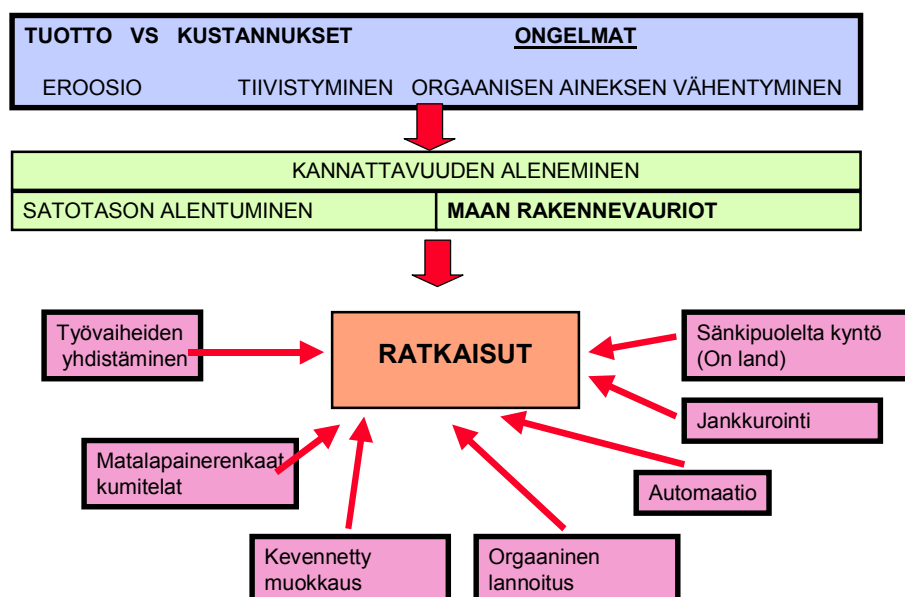 TUOTTO VS KUSTANNUKSET ONGELMAT
EROOSIO TIIVISTYMINEN ORGAANISEN AINEKSEN VÄHENTYMINEN
KANNATTAVUUDEN ALENEMINEN
SATOTASON ALENTUMINEN MAAN RAKENNEVAURIOT
Työvaiheiden
yhdistäminen
RATKAISUT
Sänkipuolelta kyntö
(On land)
Jankkurointi
Matalapainerenkaat
kumitelat
Automaatio
Kevennetty
muokkaus
Orgaaninen
lannoitus